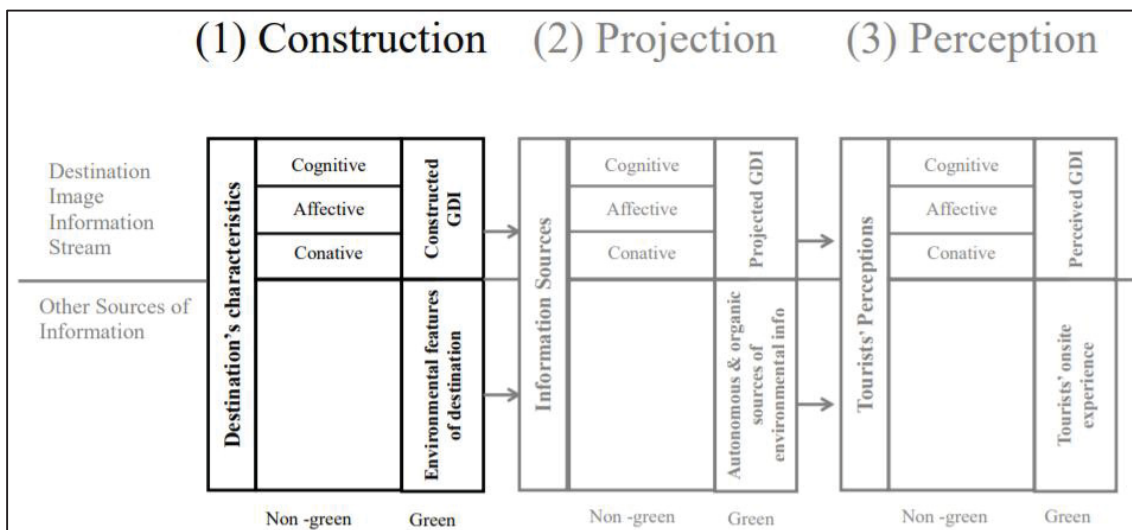 (1) Construction
(2) Projection
(3) Perception
Destination
Image
Information
Stream
Other Sources of
Information
Destination's characteristics
Cognitive
Affective
Conative
Constructed
GDI
Environmental features
of destination
Non -green
Green
Information Sources
Cognitive
Affective
Conative
Projected GDI
Autonomous & organic
sources of
environmental info
Non -green
Green
Tourists' Perceptions
Cognitive
Affective
Conative
Perceived GDI
Tourists' onsite
experience
Non -green
Green